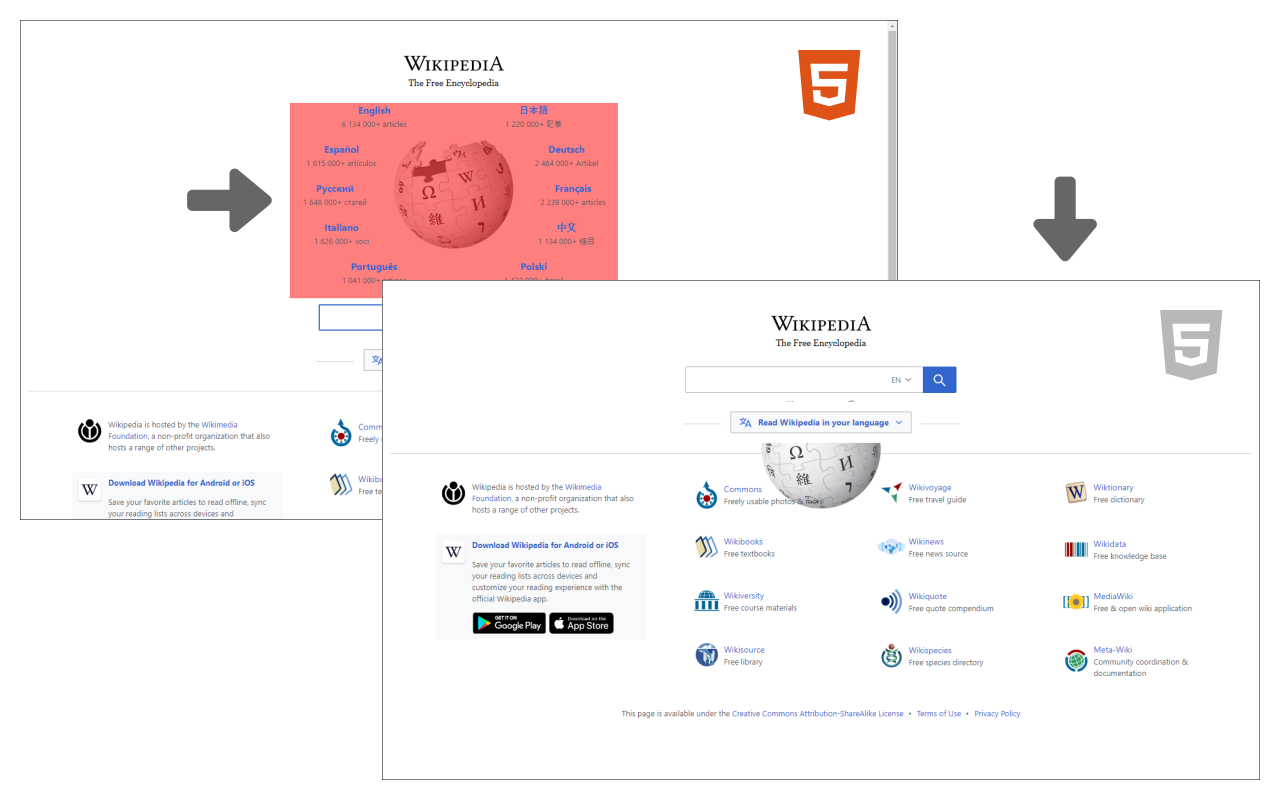 WIKIPEDIA
The Free Encyclopedia
English
6 134 000+ articles
日本語
1 220 000+ 記事
Español
1 615 000+ artículos
Deutsch
2 464 000+ Artikel
Русский
1 648 000+ статей
Français
2 239 000+ articles
Italiano
1 626 000+ voci
中文
1 134 000+ 條目
Português
1 041 000+
Polski
Wikipedia is hosted by the Wikimedia
Foundation, a non-profit organization that also
hosts a range of other projects.
Download Wikipedia for Android or iOS
Save your favorite articles to read offline, sync
your reading lists across devices and
Freely
WIKIPEDIA
The Free Encyclopedia
EN
Read Wikipedia in your language
Wikipedia is hosted by the Wikimedia
Foundation, a non-profit organization that also
hosts a range of other projects.
Download Wikipedia for Android or iOS
Save your favorite articles to read offline, sync
your reading lists across devices and
customize your reading experience with the
official Wikipedia app.
GET IT ON
Google Play
Download on the
App Store
Commons
Freely usable photos & more
Wikivoyage
Free travel guide
Wiktionary
Free dictionary
Wikibooks
Free textbooks
Wikinews
Free news source
Wikidata
Free knowledge base
Wikiversity
Free course materials
Wikiquote
Free quote compendium
MediaWiki
Free & open wiki application
Wikisource
Free library
Wikispecies
Free species directory
Meta-Wiki
Community coordination &
documentation
This page is available under the Creative Commons Attribution-ShareAlike License • Terms of Use • Privacy Policy